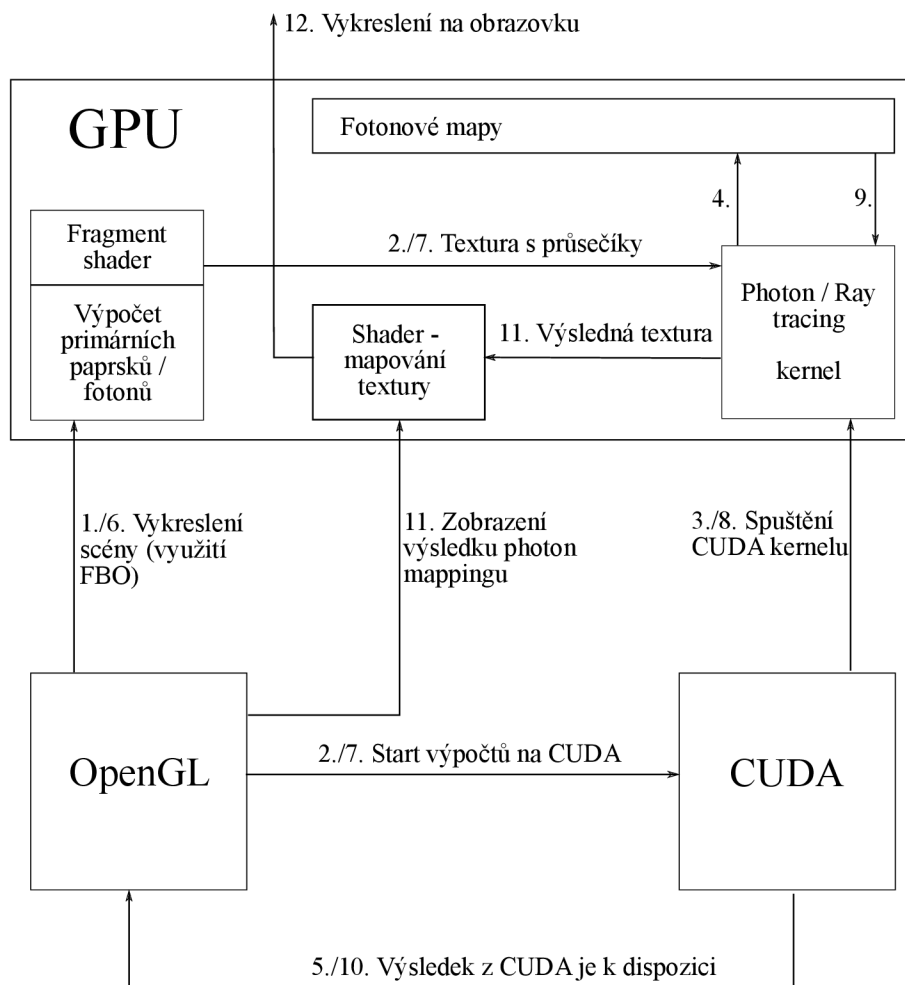 12. Vykreslení na obrazovku
GPU
Fotonové mapy
4.
9.
Fragment
shader
2./7. Textura s průsečíky
Výpočet
primárních
paprsků /
fotonů
Shader -
mapování
textury
11. Výsledná textura
Photon / Ray
tracing
kernel
1./6. Vykreslení
scény (využití
FBO)
11. Zobrazení
výsledku photon
mappingu
3./8. Spuštění
CUDA kernelu
OpenGL
2./7. Start výpočtů na CUDA
CUDA
5./10. Výsledek z CUDA je k dispozici